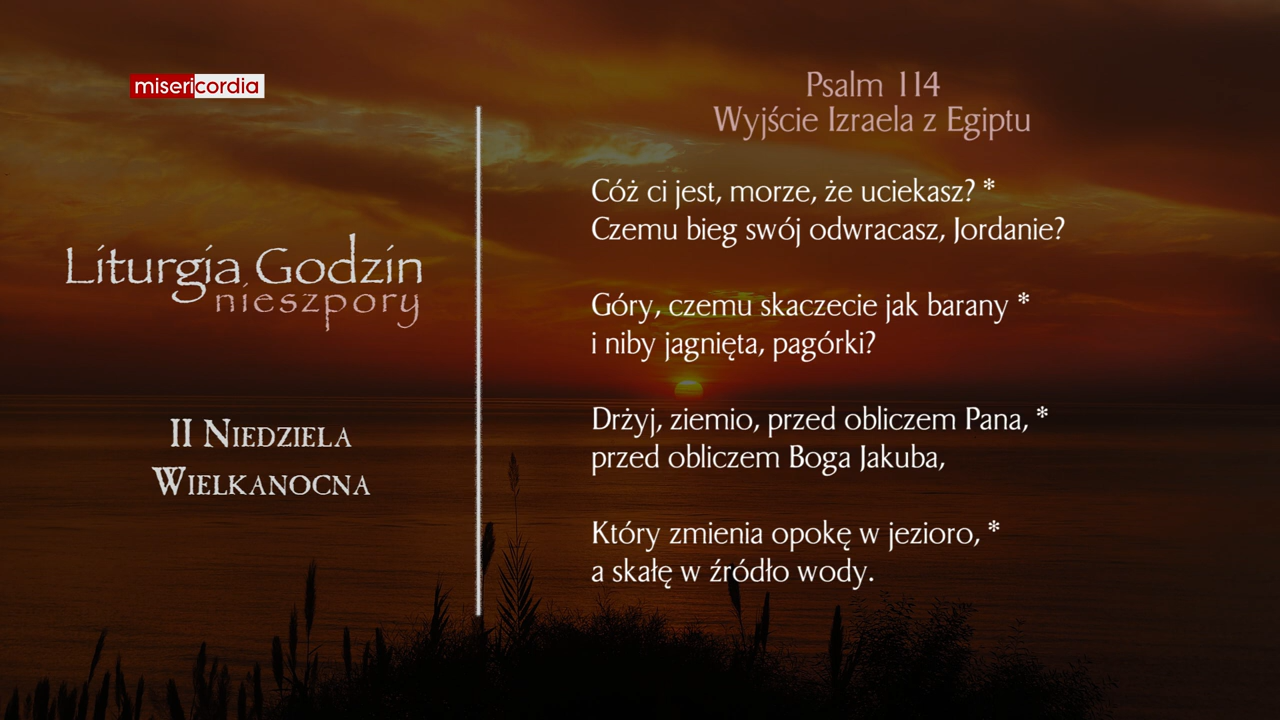 misericordia
Liturgia Godzin
nieszpory
II Niedziela
Wielkanocna
Psalm 114
Wyjście Izraela z Egiptu
Cóż ci jest, morze, że uciekasz? *
Czemu bieg swój odwracasz, Jordanie?
Góry, czemu skaczecie jak barany *
i niby jagnięta, pagórki?
Drżyj, ziemio, przed obliczem Pana, *
przed obliczem Boga Jakuba,
Który zmienia opokę w jezioro, *
a skałę w źródło wody.